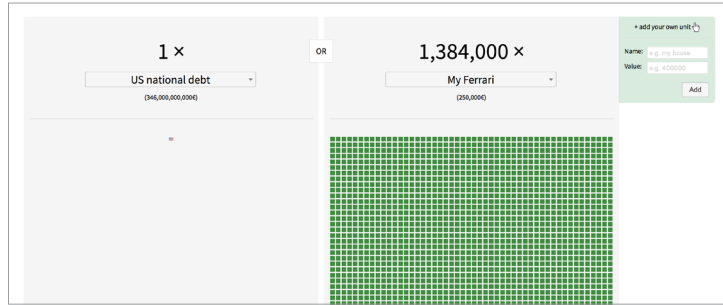 1 ×
US national debt
(346,000,000,000€)
OR
1,384,000 ×
My Ferrari
(250,000€)
+ add your own unit
Name: e.g. my house
Value: e.g. 400000
Add